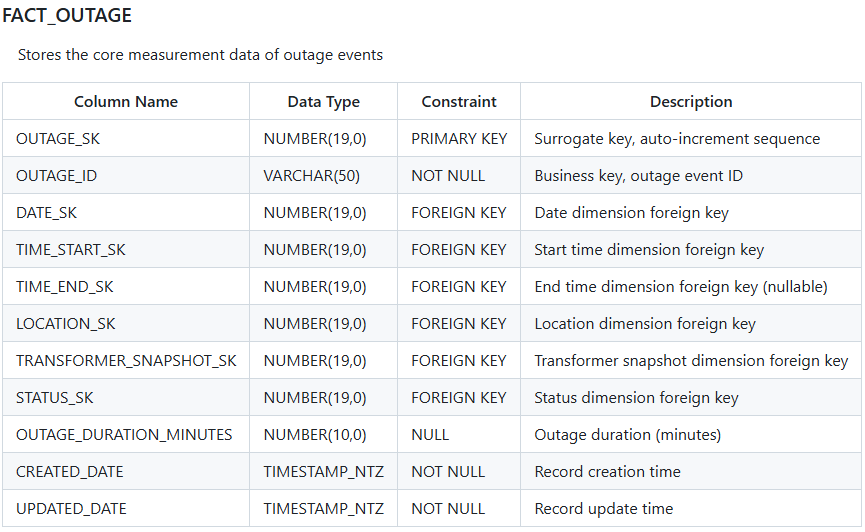 FACT_OUTAGE
Stores the core measurement data of outage events
Column Name Data Type Constraint Description
OUTAGE_SK NUMBER(19,0) PRIMARY KEY Surrogate key, auto-increment sequence
OUTAGE_ID VARCHAR(50) NOT NULL Business key, outage event ID
DATE_SK NUMBER(19,0) FOREIGN KEY Date dimension foreign key
TIME_START_SK NUMBER(19,0) FOREIGN KEY Start time dimension foreign key
TIME_END_SK NUMBER(19,0) FOREIGN KEY End time dimension foreign key (nullable)
LOCATION_SK NUMBER(19,0) FOREIGN KEY Location dimension foreign key
TRANSFORMER_SNAPSHOT_SK NUMBER(19,0) FOREIGN KEY Transformer snapshot dimension foreign key
STATUS_SK NUMBER(19,0) FOREIGN KEY Status dimension foreign key
OUTAGE_DURATION_MINUTES NUMBER(10,0) NULL Outage duration (minutes)
CREATED_DATE TIMESTAMP_NTZ NOT NULL Record creation time
UPDATED_DATE TIMESTAMP_NTZ NOT NULL Record update time